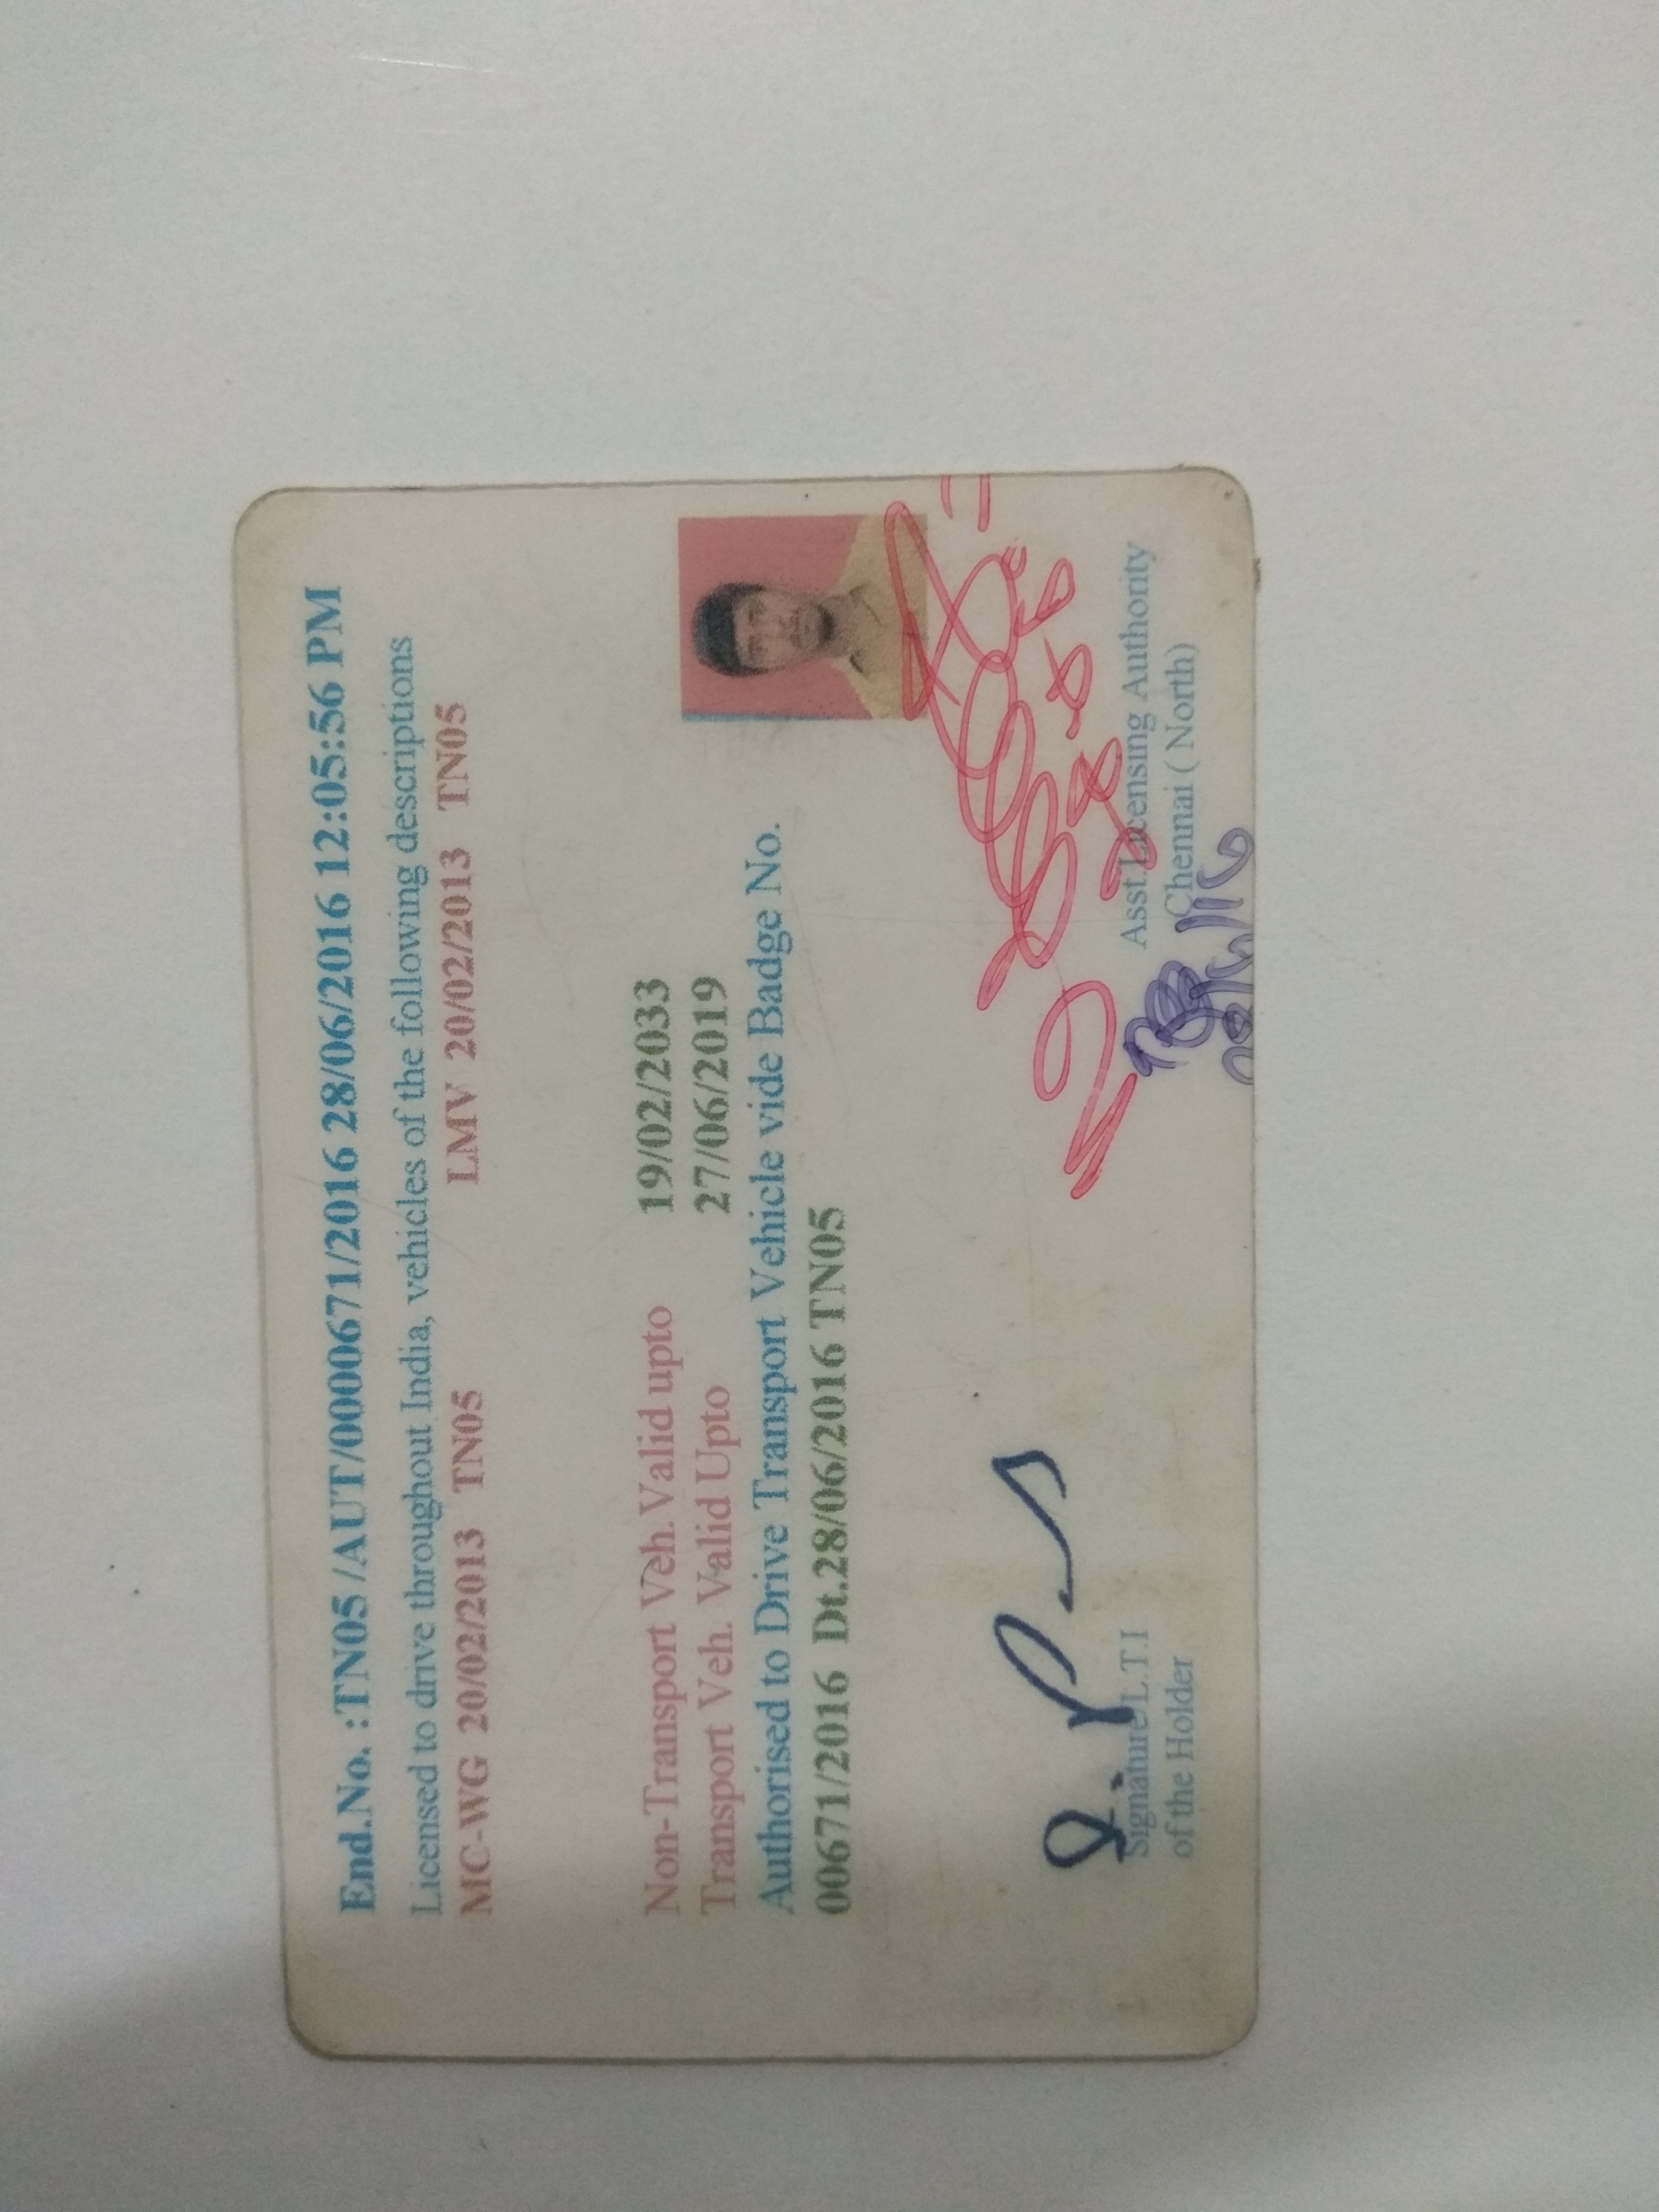 End.No. :TN05 /AUT/0000671/2016 28/06/2016 12:05:56 PM
Licensed to drive throughout India, vehicles of the following descriptions
MC-WG 20/02/2013 TN05 LMV 20/02/2013 TN05
Non-Transport Veh. Valid upto 19/02/2033
Transport Veh. Valid Upto 27/06/2019
Authorised to Drive Transport Vehicle vide Badge No.
00671/2016 Dt.28/06/2016 TN05
Signature/L.T.I
of the Holder
Asst.Licensing Authority
Chennai ( North)